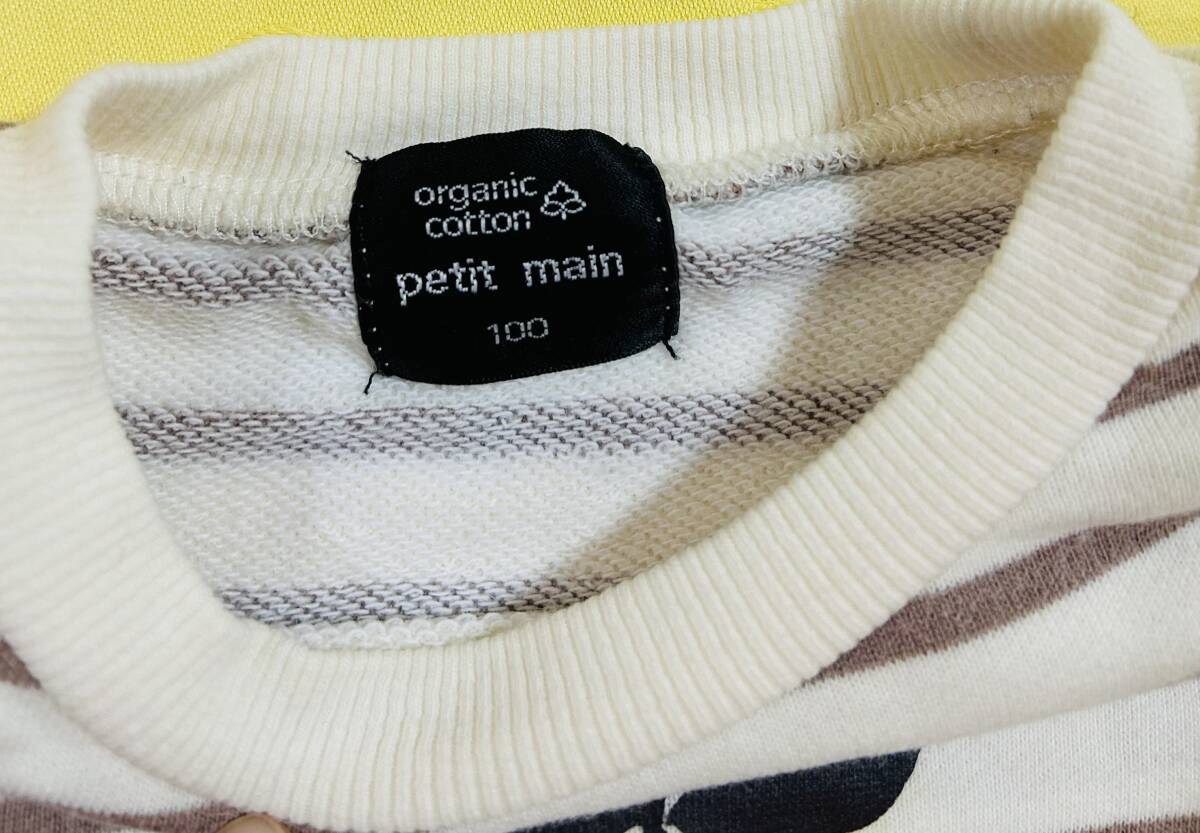 organic
cotton
petit main
100